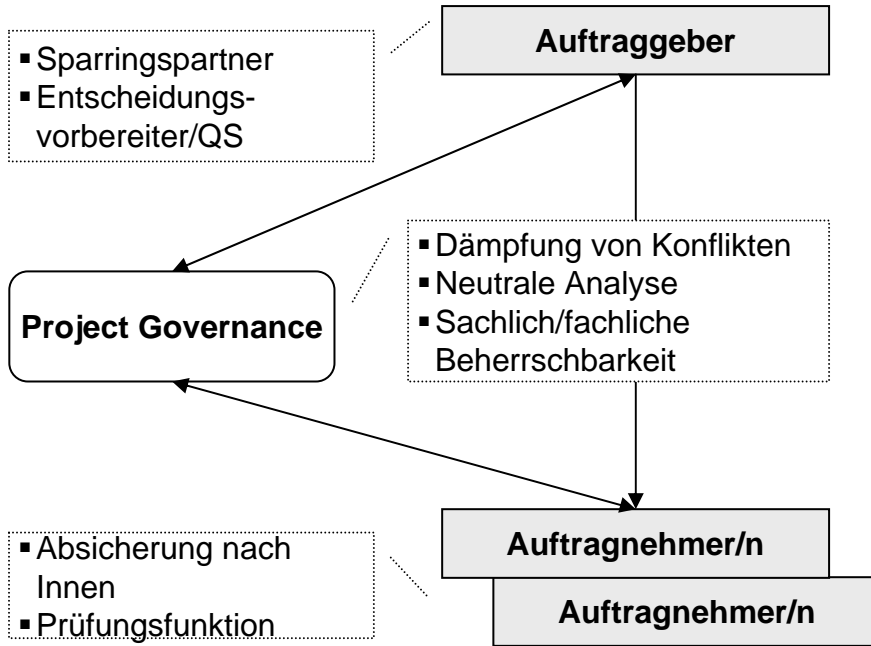 Auftraggeber
▪ Sparringspartner
▪ Entscheidungs-
vorbereiter/QS
▪ Dämpfung von Konflikten
▪ Neutrale Analyse
▪ Sachlich/fachliche
Beherrschbarkeit
Project Governance
Auftragnehmer/n
Auftragnehmer/n
▪ Absicherung nach
Innen
▪ Prüfungsfunktion